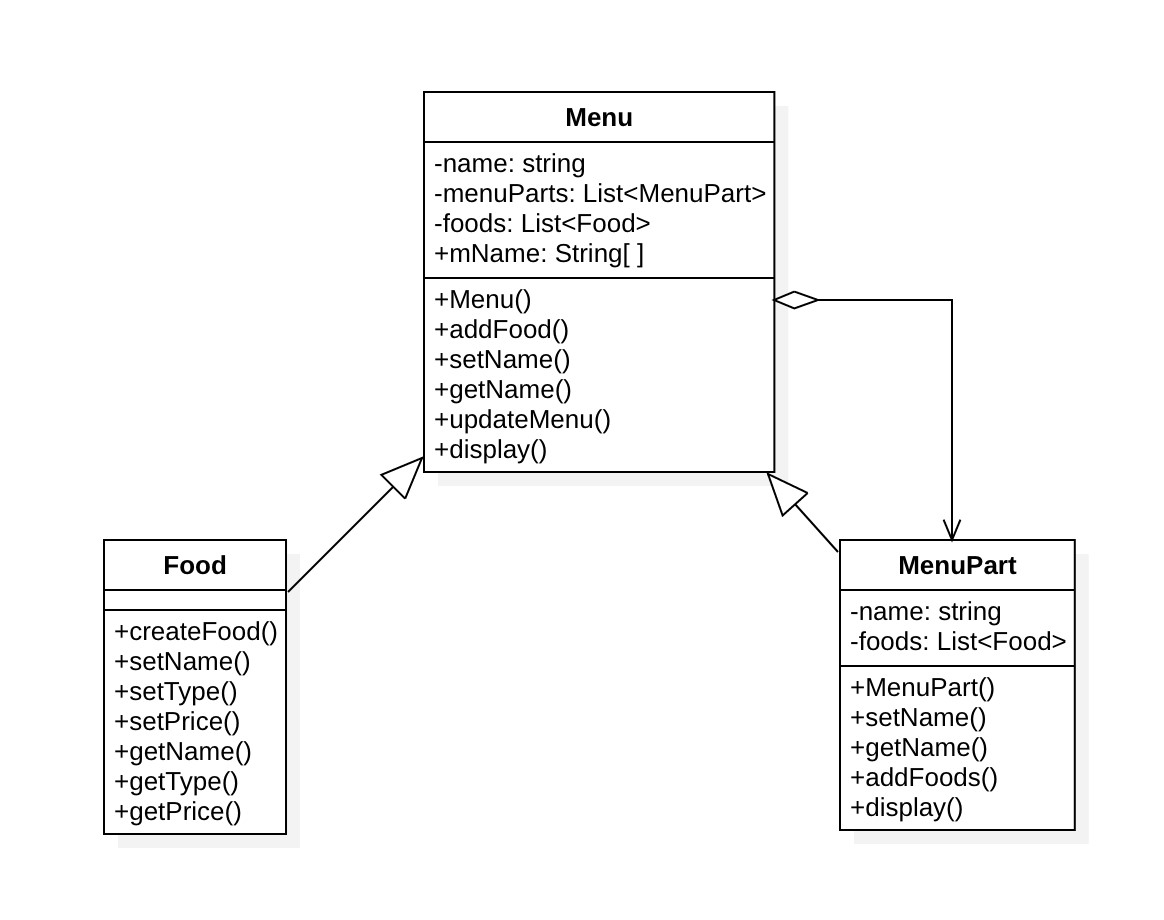 Menu
-name: string
-menuParts: List<MenuPart>
-foods: List<Food>
+mName: String[ ]
+Menu()
+addFood()
+setName()
+getName()
+updateMenu()
+display()
Food
+createFood()
+setName()
+setType()
+setPrice()
+getName()
+getType()
+getPrice()
MenuPart
-name: string
-foods: List<Food>
+MenuPart()
+setName()
+getName()
+addFoods()
+display()